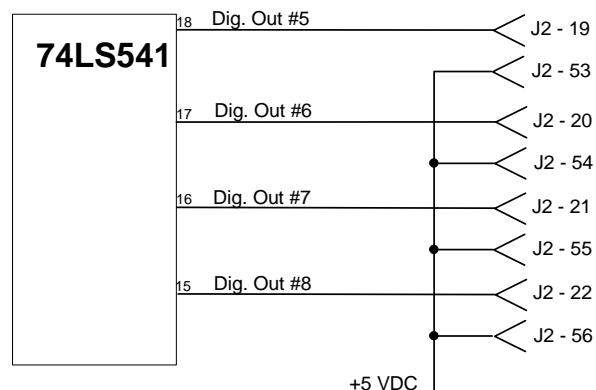 18 Dig. Out #5 J2 - 19
74LS541
J2 - 53
17 Dig. Out #6 J2 - 20
J2 - 54
16 Dig. Out #7 J2 - 21
J2 - 55
15 Dig. Out #8 J2 - 22
J2 - 56
+5 VDC